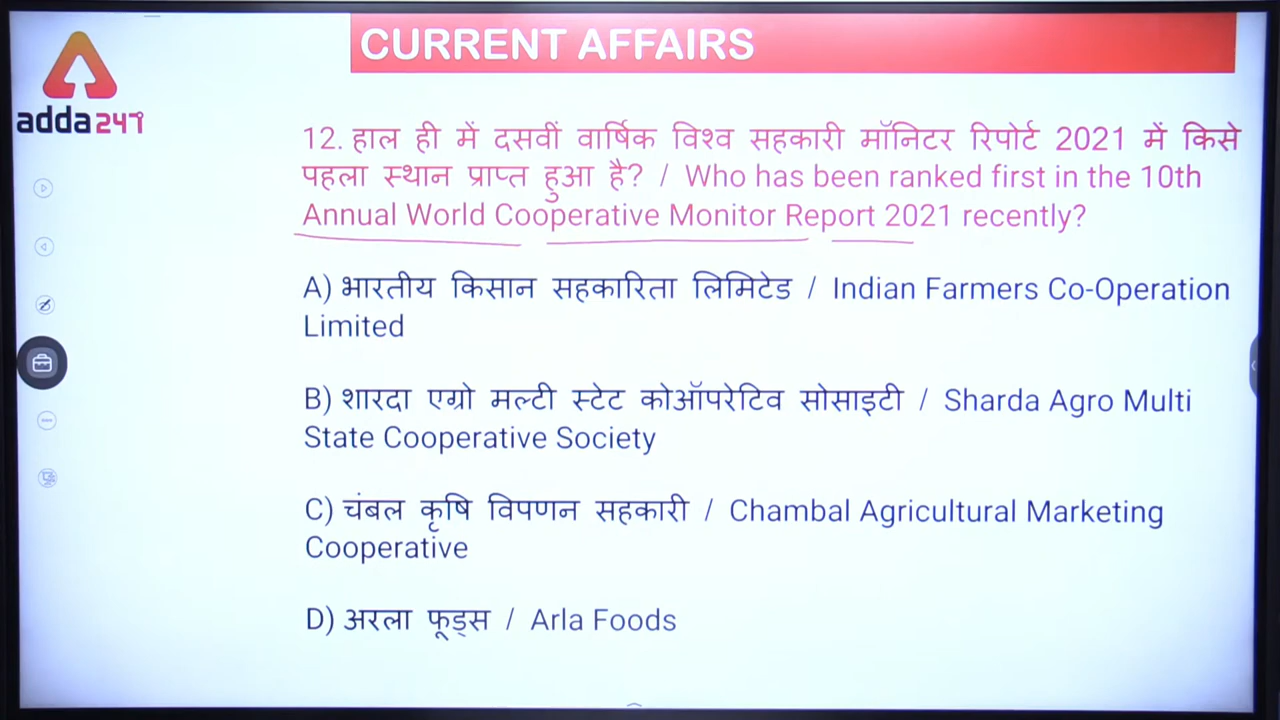 CURRENT AFFAIRS
adda247
12. हाल ही में दसवीं वार्षिक विश्व सहकारी मॉनिटर रिपोर्ट 2021 में किसे
पहला स्थान प्राप्त हुआ है? / Who has been ranked first in the 10th
Annual World Cooperative Monitor Report 2021 recently?
A) भारतीय किसान सहकारिता लिमिटेड / Indian Farmers Co-Operation
Limited
B) शारदा एग्रो मल्टी स्टेट कोऑपरेटिव सोसाइटी / Sharda Agro Multi
State Cooperative Society
C) चंबल कृषि विपणन सहकारी / Chambal Agricultural Marketing
Cooperative
D) अरला फूड्स / Arla Foods